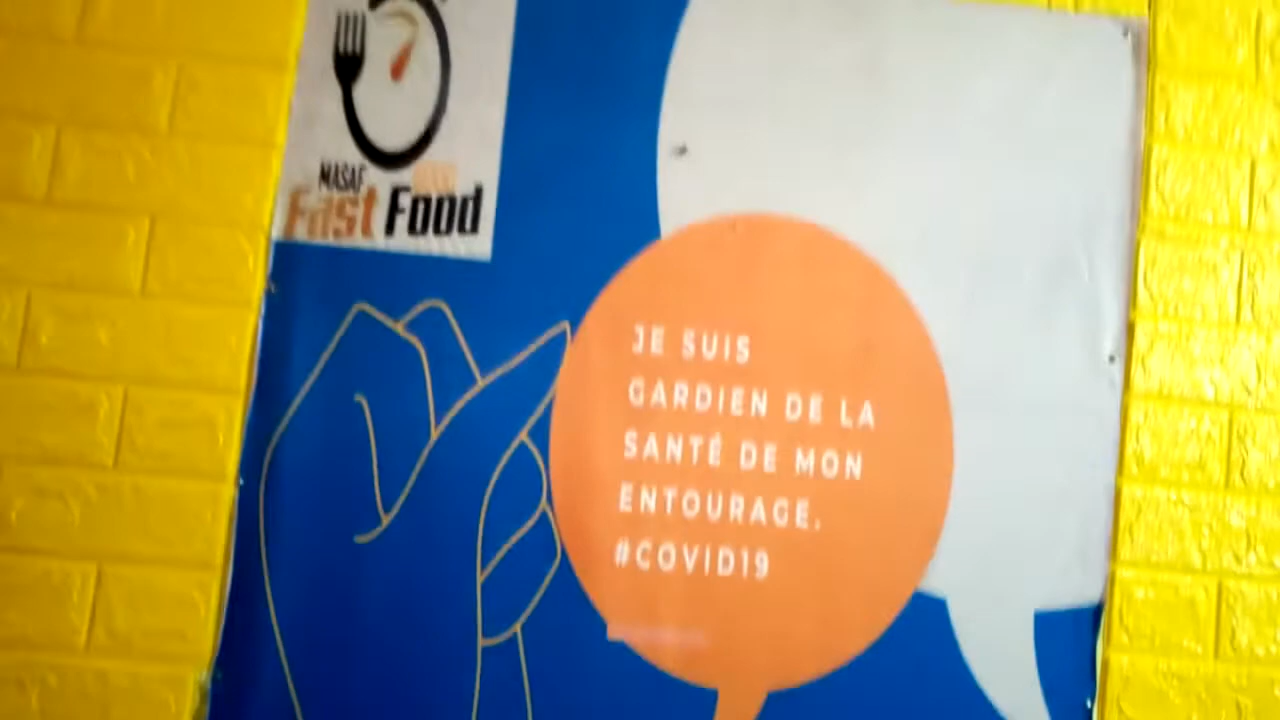 MASAF
Fast Food
JE SUIS
GARDIEN DE LA
SANTÉ DE MON
ENTOURAGE.
#COVID19